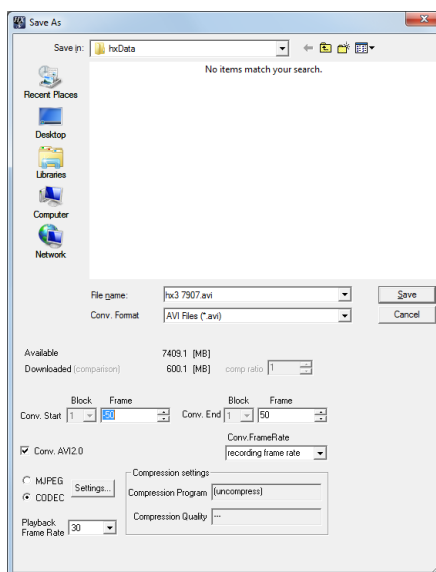 Save As
Save in: hxData
No items match your search.
Recent Places
Desktop
Libraries
Computer
Network
File name: hx3 7907.avi Save
Conv. Format AVI Files (*.avi) Cancel
Available 7409.1 [MB]
Downloaded (comparison) 600.1 [MB] comp ratio 1
Block Frame Block Frame
Conv. Start 1 -50 Conv. End 1 50
Conv.FrameRate
Conv. AVI2.0 recording frame rate
Compression settings
MJPEG
CODEC Settings... Compression Program (uncompress)
Compression Quality ---
Playback
Frame Rate 30